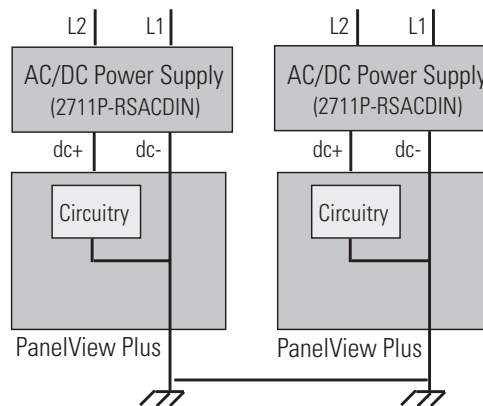 L2 L1
AC/DC Power Supply
(2711P-RSACDIN)
dc+ dc-
Circuitry
PanelView Plus
L2 L1
AC/DC Power Supply
(2711P-RSACDIN)
dc+ dc-
Circuitry
PanelView Plus